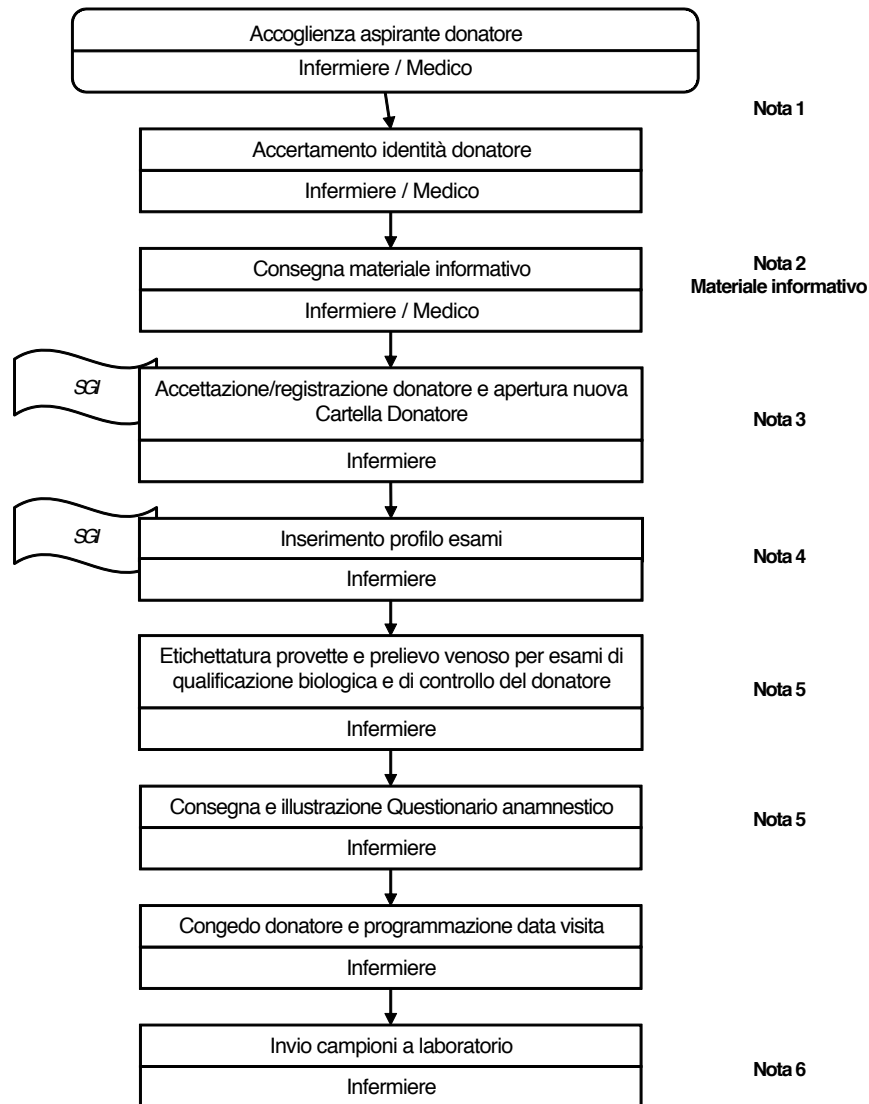 Accoglienza aspirante donatore
Infermiere / Medico
Nota 1
Accertamento identità donatore
Infermiere / Medico
Consegna materiale informativo
Infermiere / Medico
Nota 2
Materiale informativo
SGI
Accettazione/registrazione donatore e apertura nuova
Cartella Donatore
Infermiere
Nota 3
SGI
Inserimento profilo esami
Infermiere
Nota 4
Etichettatura provette e prelievo venoso per esami di
qualificazione biologica e di controllo del donatore
Infermiere
Nota 5
Consegna e illustrazione Questionario anamnestico
Infermiere
Nota 5
Congedo donatore e programmazione data visita
Infermiere
Invio campioni a laboratorio
Infermiere
Nota 6